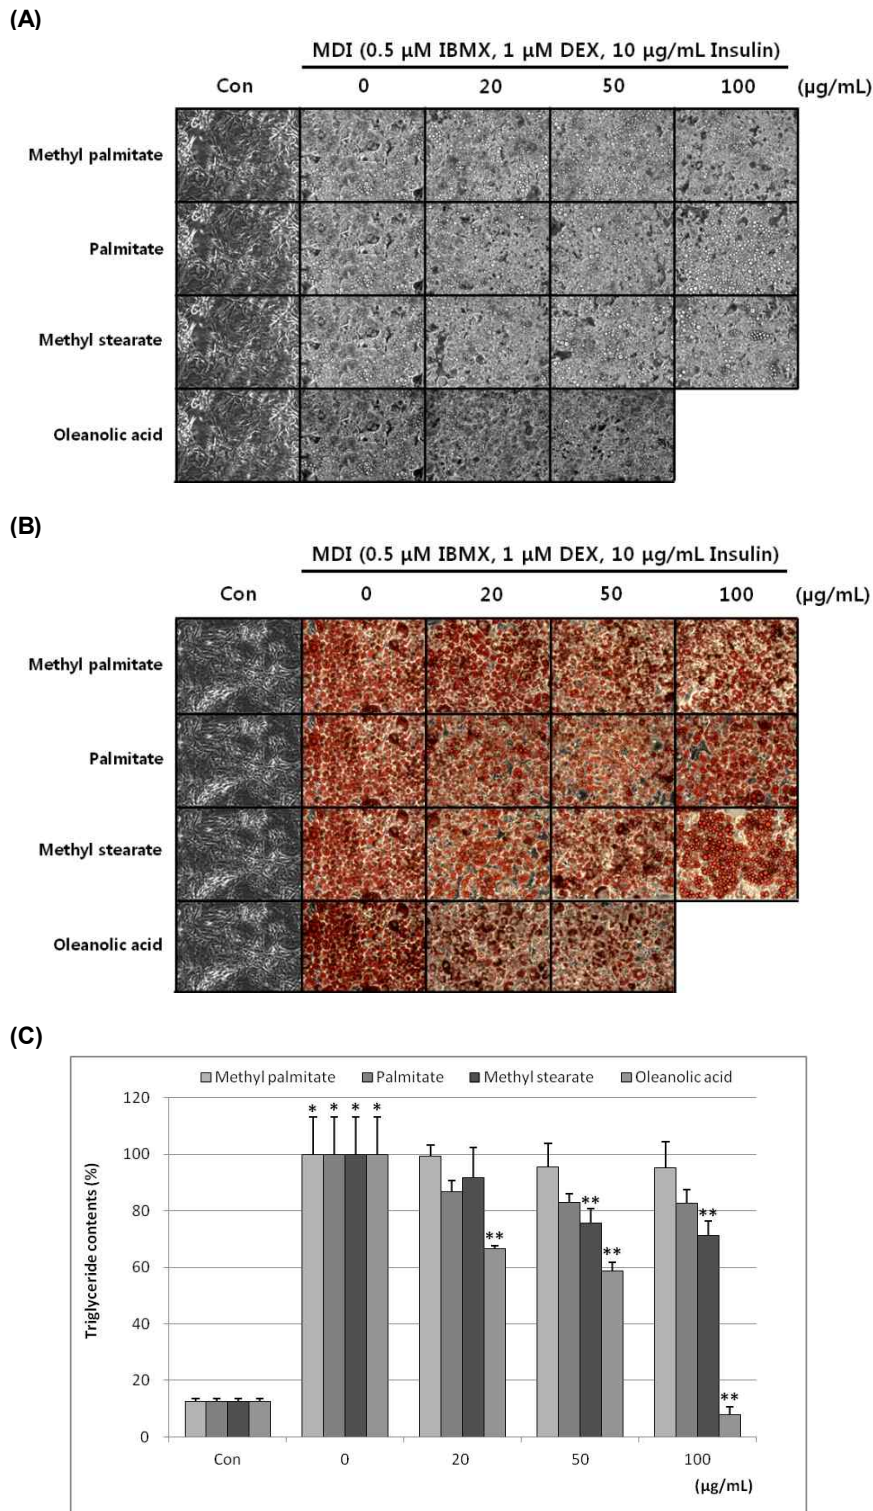 (A)
MDI (0.5 µM IBMX, 1 µM DEX, 10 µg/mL Insulin)
Con 0 20 50 100 (µg/mL)
Methyl palmitate
Palmitate
Methyl stearate
Oleanolic acid
(B)
MDI (0.5 µM IBMX, 1 µM DEX, 10 µg/mL Insulin)
Con 0 20 50 100 (µg/mL)
Methyl palmitate
Palmitate
Methyl stearate
Oleanolic acid
(C)
Methyl palmitate Palmitate Methyl stearate Oleanolic acid
120
* * * *
100
80
** **
**
**
60
40
20
**
0
Triglyceride contents (%)
Con 0 20 50 100
(µg/mL)